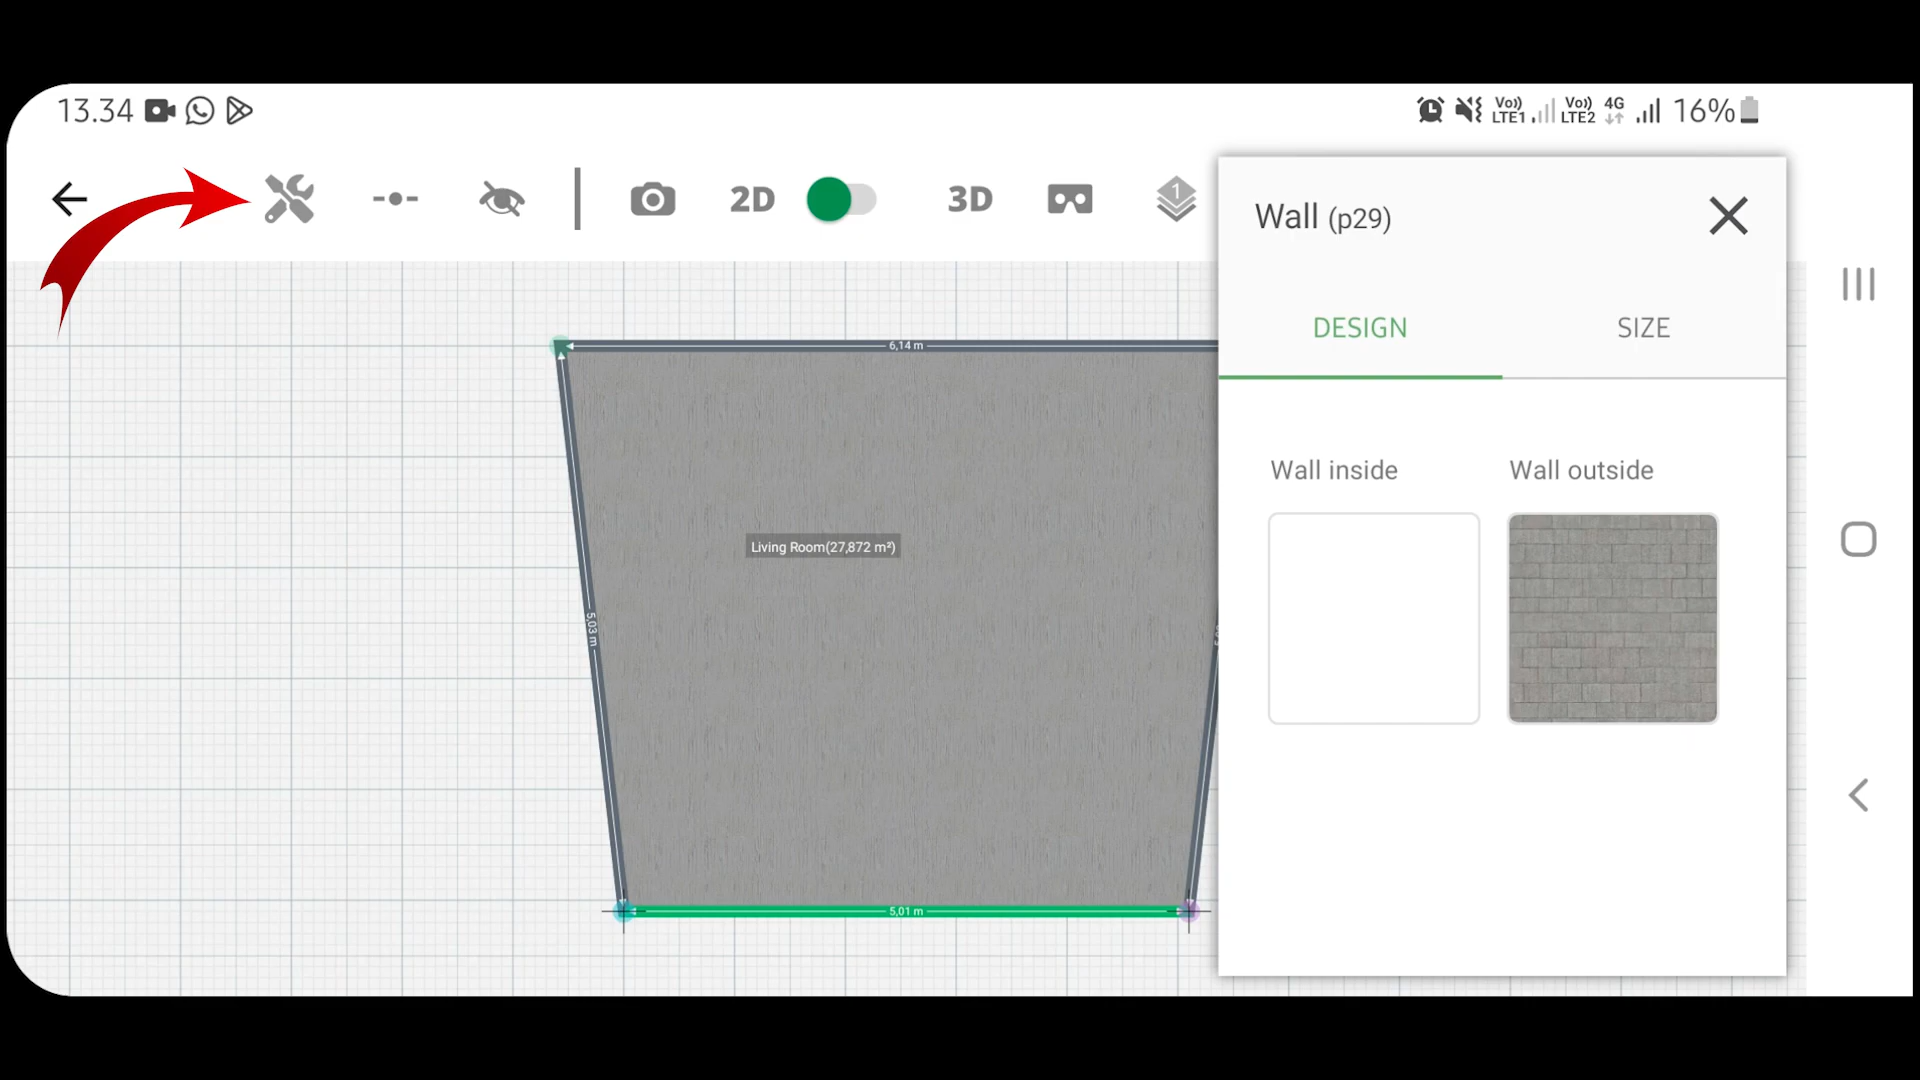 13.34
Vo)) LTE1 Vo)) LTE2 4G 16%
2D 3D 1
Wall (p29)
DESIGN SIZE
6,14 m
Wall inside Wall outside
Living Room(27,872 m²)
5,03 m
5,01 m